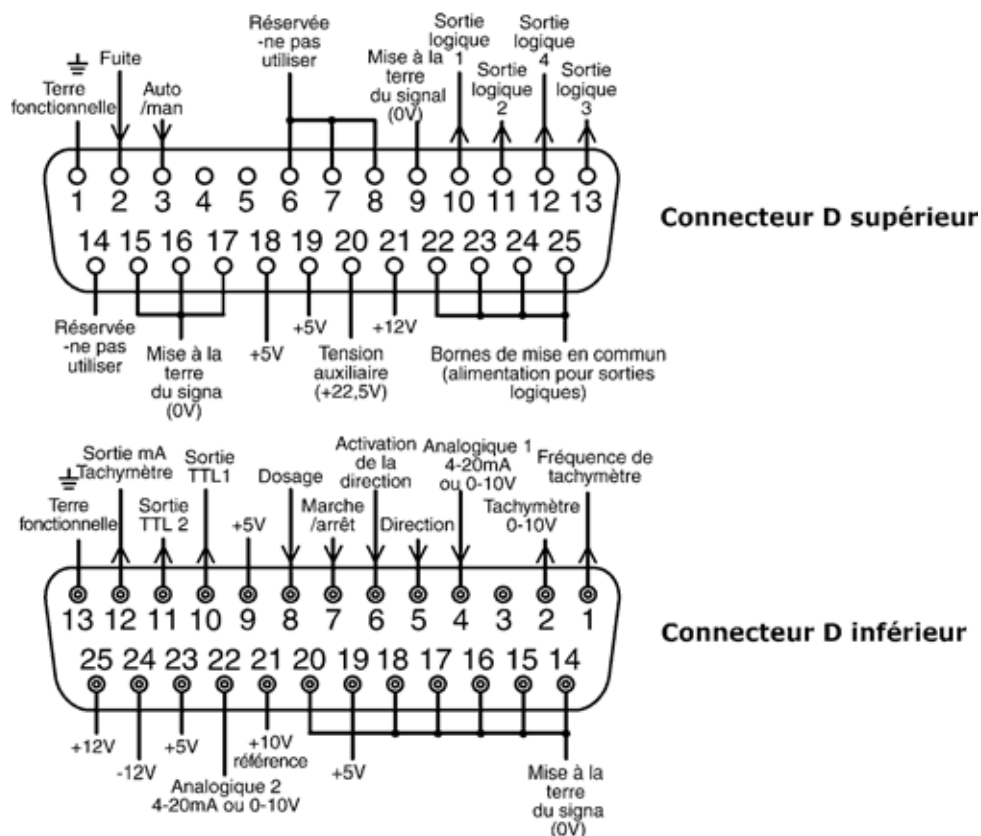 Fuite
Terre
fonctionnelle
Auto
/man
Réservée
-ne pas
utiliser
Mise à la
terre
du signal
(0V)
Sortie
logique
1
Sortie
logique
2
Sortie
logique
4
Sortie
logique
3
1 2 3 4 5 6 7 8 9 10 11 12 13
14 15 16 17 18 19 20 21 22 23 24 25
Connecteur D supérieur
Réservée
-ne pas
utiliser
Mise à la
terre
du signa
(0V)
+5V
+5V
Tension
auxiliaire
(+22,5V)
+12V
Bornes de mise en commun
(alimentation pour sorties
logiques)
Terre
fonctionnelle
Sortie mA
Tachymètre
Sortie
TTL 2
Sortie
TTL1
+5V
Dosage
Marche
/arrêt
Activation
de la
direction
Direction
Analogique 1
4-20mA
ou 0-10V
Tachymètre
0-10V
Fréquence de
tachymètre
13 12 11 10 9 8 7 6 5 4 3 2 1
25 24 23 22 21 20 19 18 17 16 15 14
Connecteur D inférieur
+12V
-12V
+5V
Analogique 2
4-20mA ou 0-10V
+10V
référence
+5V
Mise à la
terre
du signa
(0V)